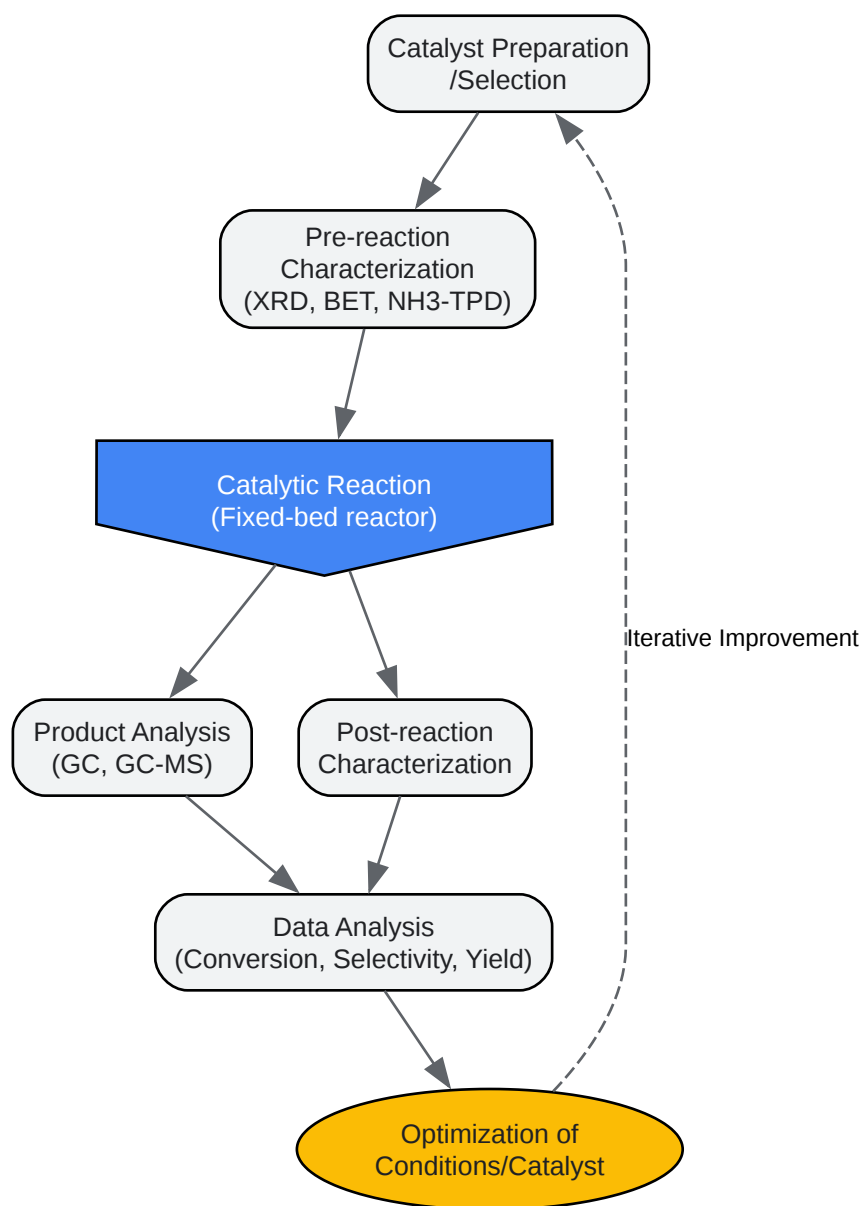 Catalyst Preparation
/Selection
Pre-reaction
Characterization
(XRD, BET, NH3-TPD)
Catalytic Reaction
(Fixed-bed reactor)
Iterative Improvement
Product Analysis
(GC, GC-MS)
Post-reaction
Characterization
Data Analysis
(Conversion, Selectivity, Yield)
Optimization of
Conditions/Catalyst